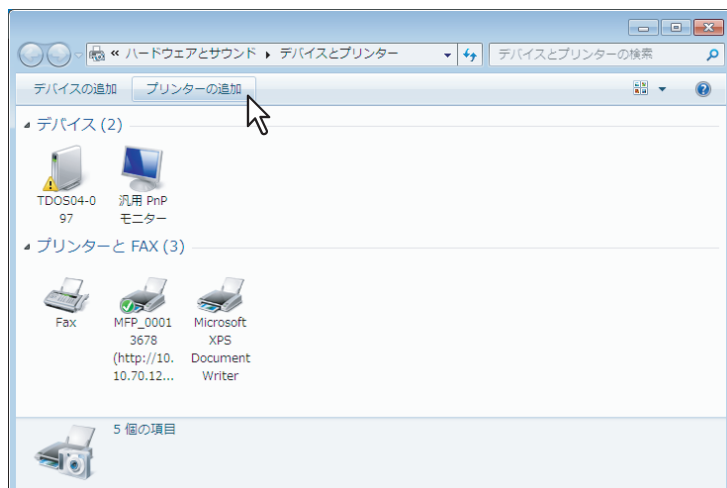 « ハードウェアとサウンド ▸ デバイスとプリンター
デバイスとプリンターの検索
デバイスの追加 プリンターの追加
デバイス (2)
TDOS04-0
97
汎用 PnP
モニター
プリンターと FAX (3)
Fax
MFP_0001
3678
(http://10.
10.70.12...
Microsoft
XPS
Document
Writer
5 個の項目